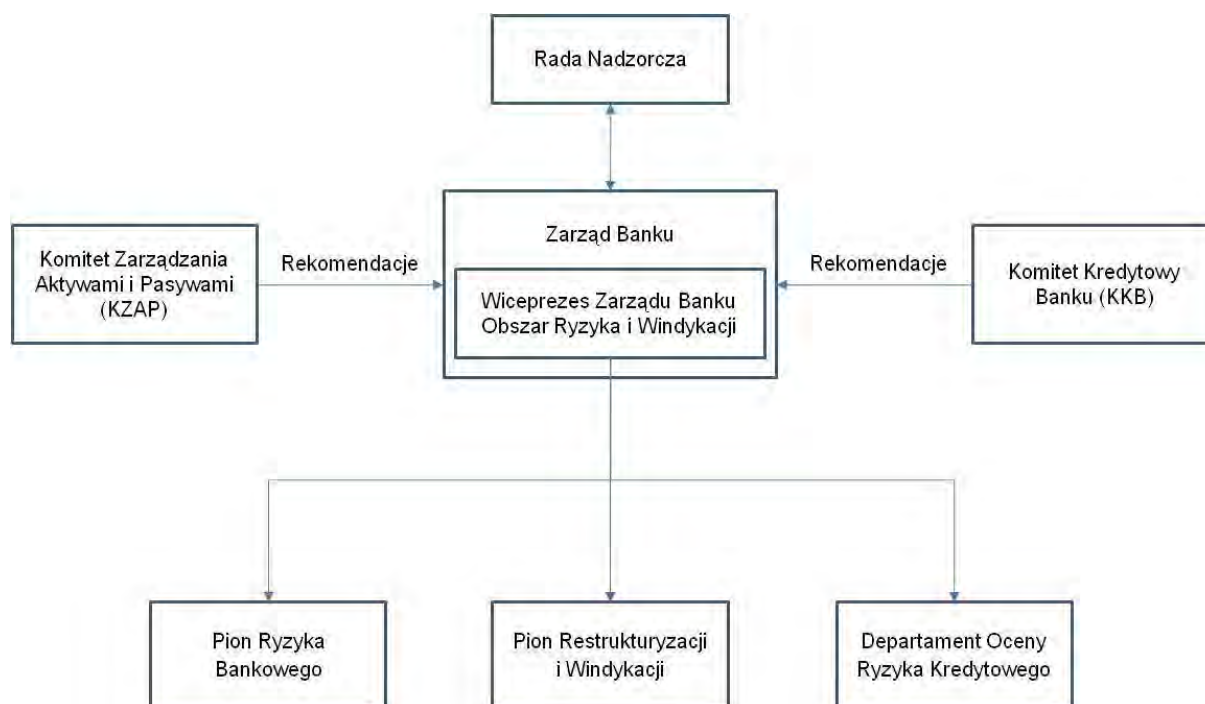 Rada Nadzorcza
Zarząd Banku
Komitet Zarządzania
Aktywami i Pasywami
(KZAP)
Rekomendacje
Wiceprezes Zarządu Banku
Obszar Ryzyka i Windykacji
Rekomendacje
Komitet Kredytowy
Banku (KKB)
Pion Ryzyka
Bankowego
Pion Restrukturyzacji
i Windykacji
Departament Oceny
Ryzyka Kredytowego